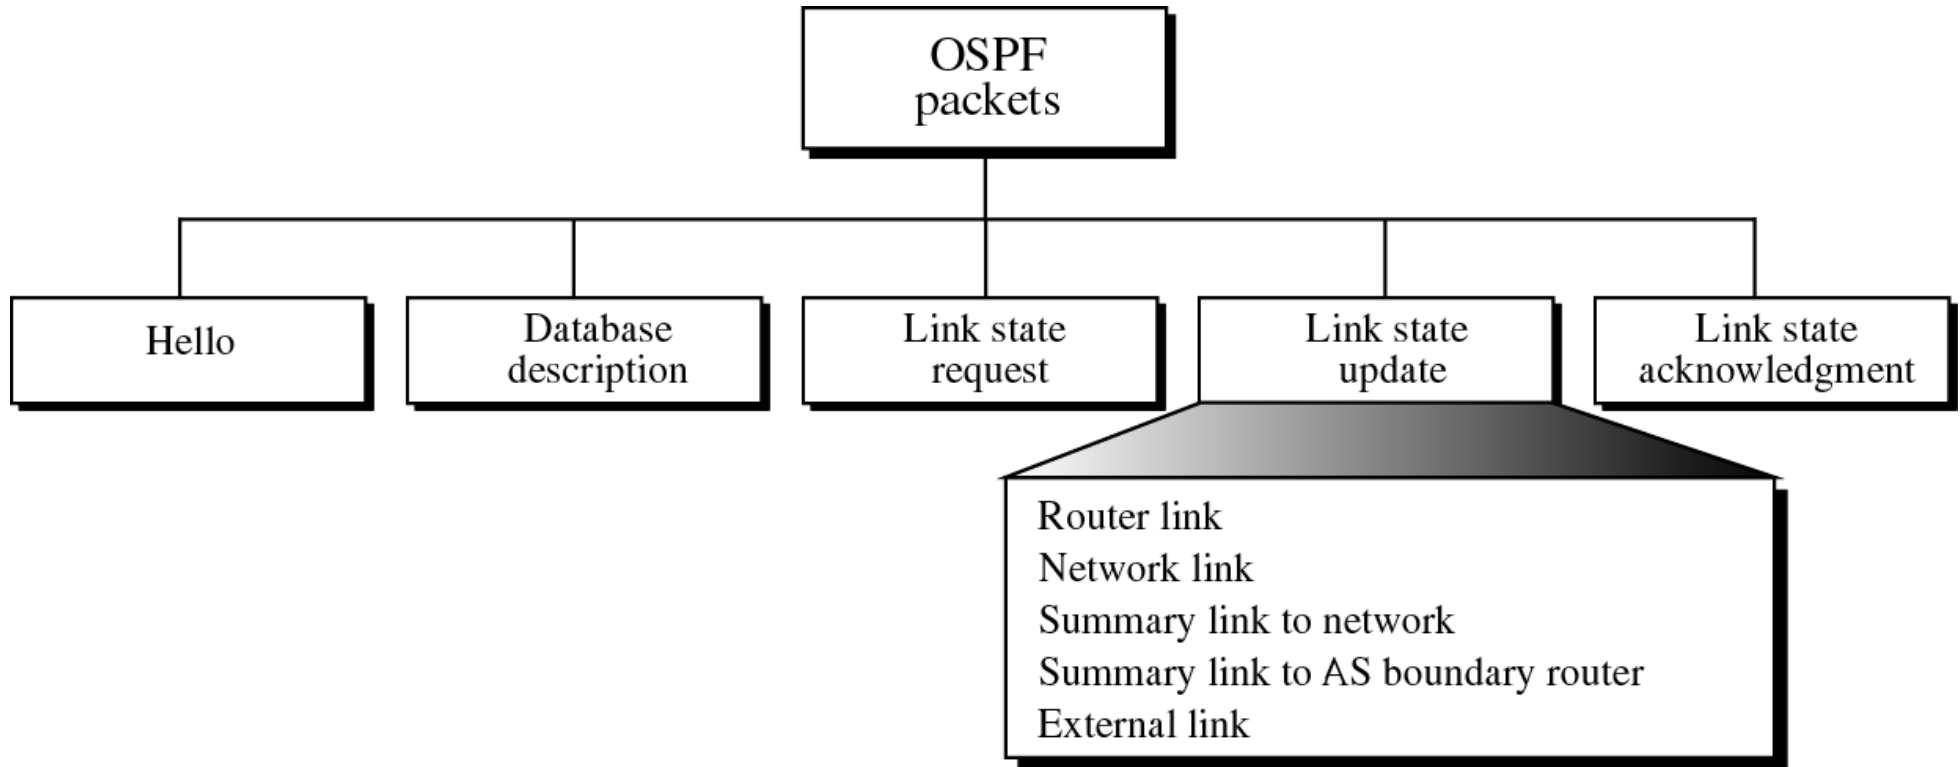 OSPF
packets
Hello
Database
description
Link state
request
Link state
update
Link state
acknowledgment
Router link
Network link
Summary link to network
Summary link to AS boundary router
External link